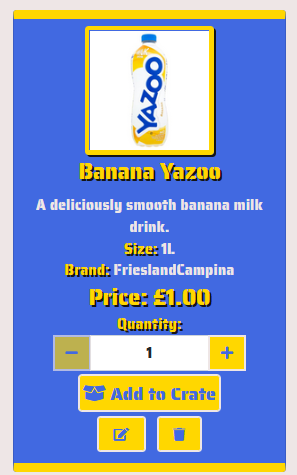 YAZOO
Banana Yazoo
A deliciously smooth banana milk
drink.
Size: 1L
Brand: FrieslandCampina
Price: £1.00
Quantity:
− 1 +
Add to Crate